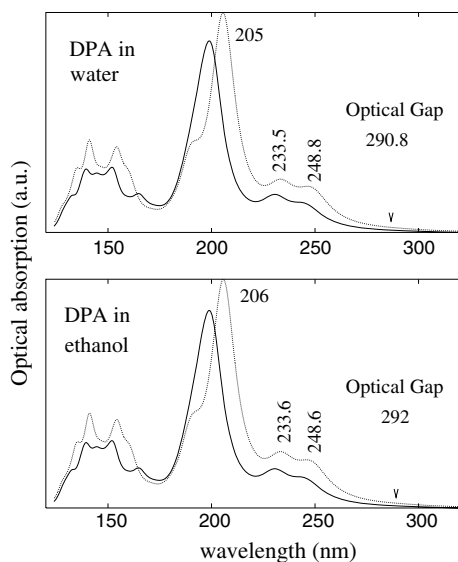 DPA in
water
205
233.5
248.8
Optical Gap
290.8
150
200
250
300
DPA in
ethanol
206
233.6
248.6
Optical Gap
292
150
200
250
300
Optical absorption (a.u.)
wavelength (nm)